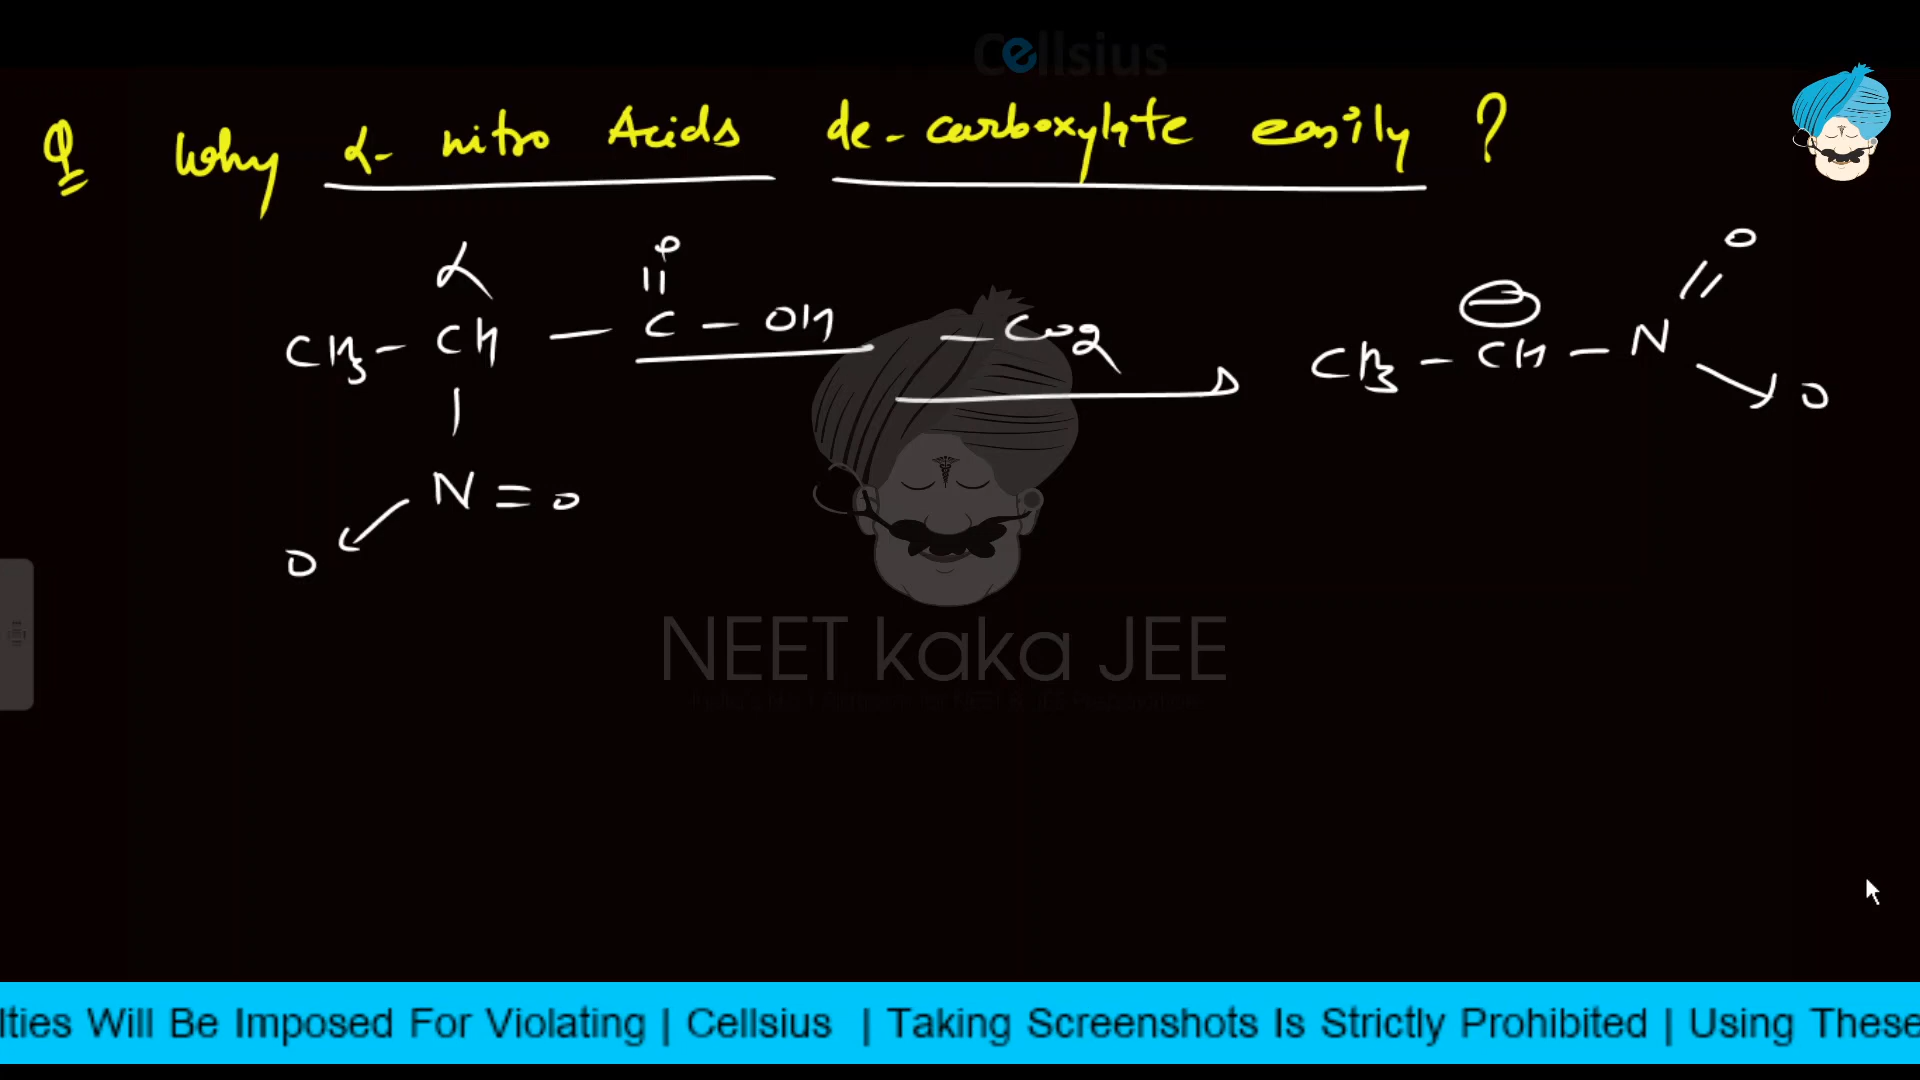 Cellsius
Q Why α- nitro Acids de-carboxylate easily ?
α O O
CH3 - CH - C - OH -CO2 CH3 - CH - N
N = O O
O
NEET kaka JEE
lties Will Be Imposed For Violating | Cellsius | Taking Screenshots Is Strictly Prohibited | Using These